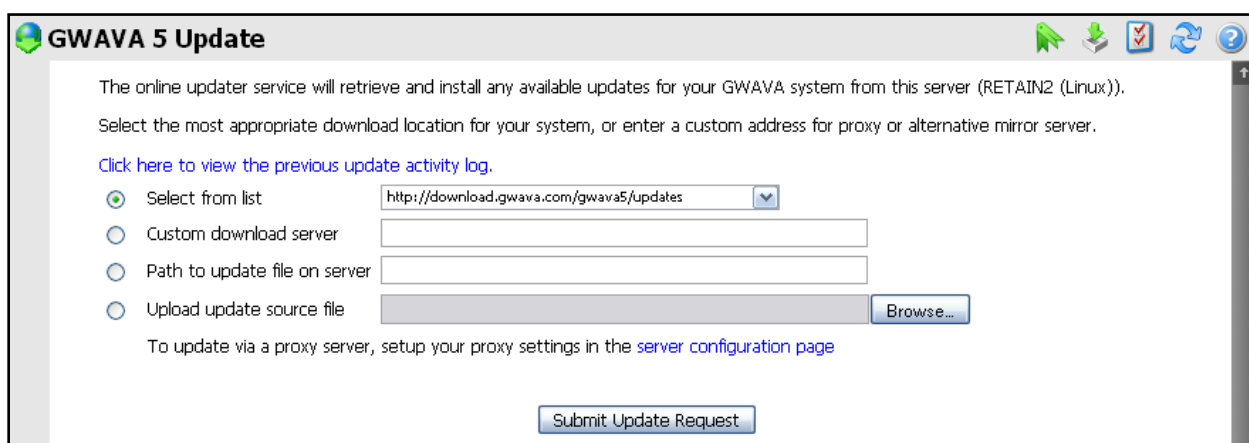 GWAVA 5 Update
The online updater service will retrieve and install any available updates for your GWAVA system from this server (RETAIN2 (Linux)).
Select the most appropriate download location for your system, or enter a custom address for proxy or alternative mirror server.
Click here to view the previous update activity log.
Select from list http://download.gwava.com/gwava5/updates
Custom download server
Path to update file on server
Upload update source file Browse...
To update via a proxy server, setup your proxy settings in the server configuration page
Submit Update Request